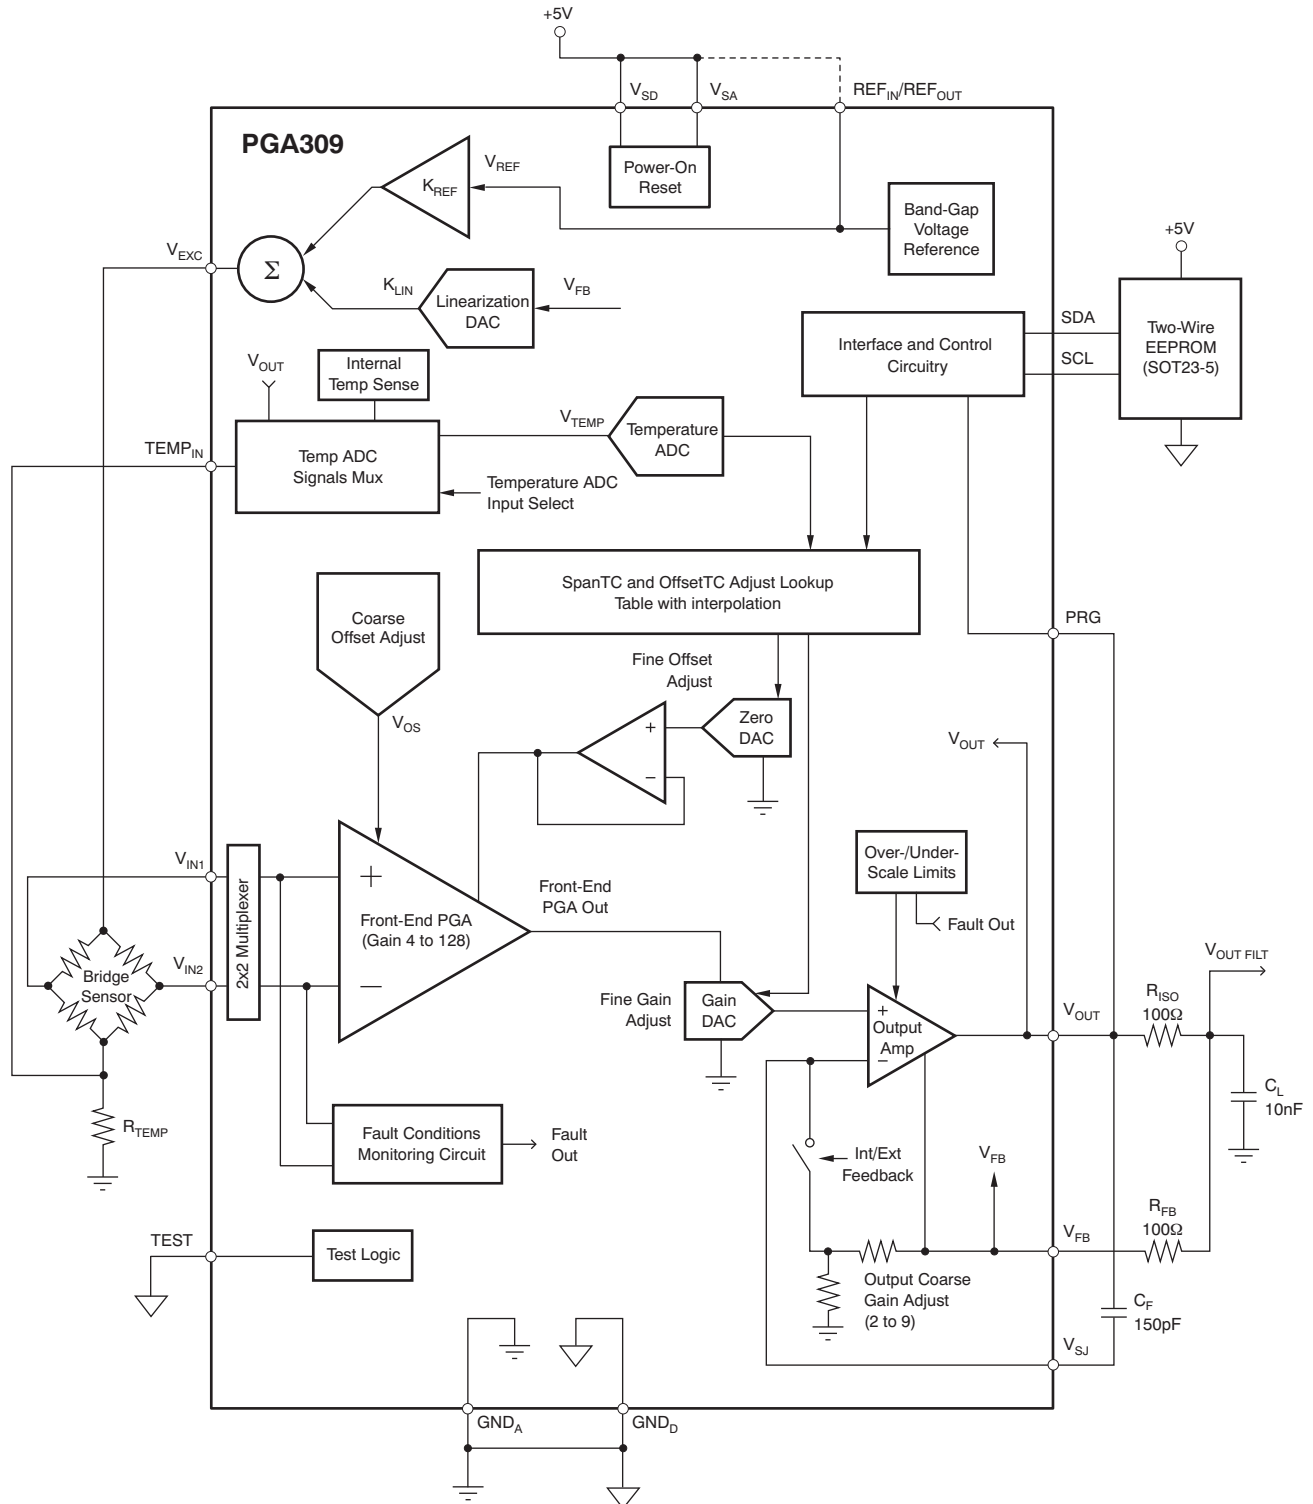 +5V
V_SD
V_SA
REF_IN/REF_OUT
PGA309
V_REF
K_REF
Power-On
Reset
Band-Gap
Voltage
Reference
+5V
V_EXC
Σ
K_LIN
Linearization
DAC
V_FB
Interface and Control
Circuitry
SDA
SCL
Two-Wire
EEPROM
(SOT23-5)
V_OUT
Internal
Temp Sense
V_TEMP
Temperature
ADC
TEMP_IN
Temp ADC
Signals Mux
Temperature ADC
Input Select
SpanTC and OffsetTC Adjust Lookup
Table with interpolation
Coarse
Offset Adjust
PRG
Fine Offset
Adjust
V_OS
+
−
Zero
DAC
V_OUT
V_IN1
V_IN2
2x2 Multiplexer
+
Front-End PGA
(Gain 4 to 128)
−
Front-End
PGA Out
Over-/Under-
Scale Limits
Fault Out
Bridge
Sensor
Fine Gain
Adjust
Gain
DAC
+
Output
Amp
−
V_OUT
R_ISO
100Ω
V_OUT FILT
C_L
10nF
R_TEMP
Fault Conditions
Monitoring Circuit
Fault
Out
Int/Ext
Feedback
V_FB
V_FB
R_FB
100Ω
TEST
Test Logic
Output Coarse
Gain Adjust
(2 to 9)
C_F
150pF
V_SJ
GND_A
GND_D